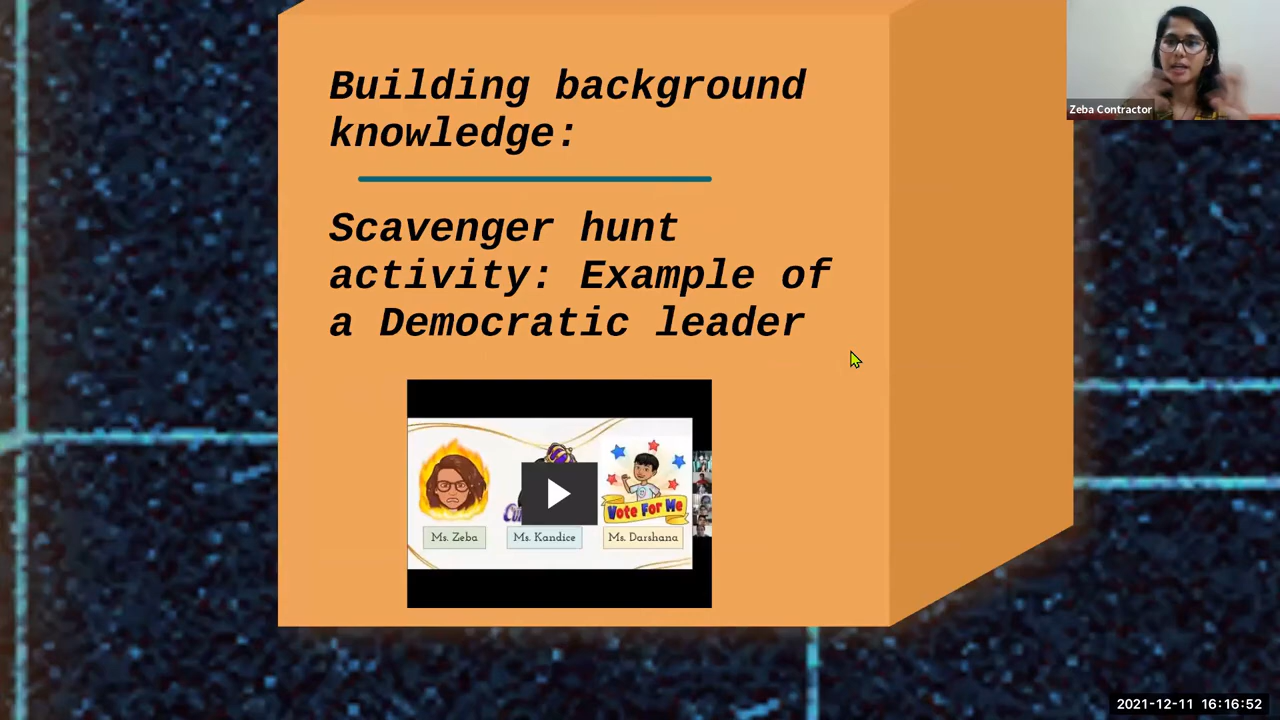 Building background
knowledge:
Scavenger hunt
activity: Example of
a Democratic leader
Vote For Me
Ms. Zeba
Ms. Kandice
Ms. Darshana
Zeba Contractor
2021-12-11 16:16:52